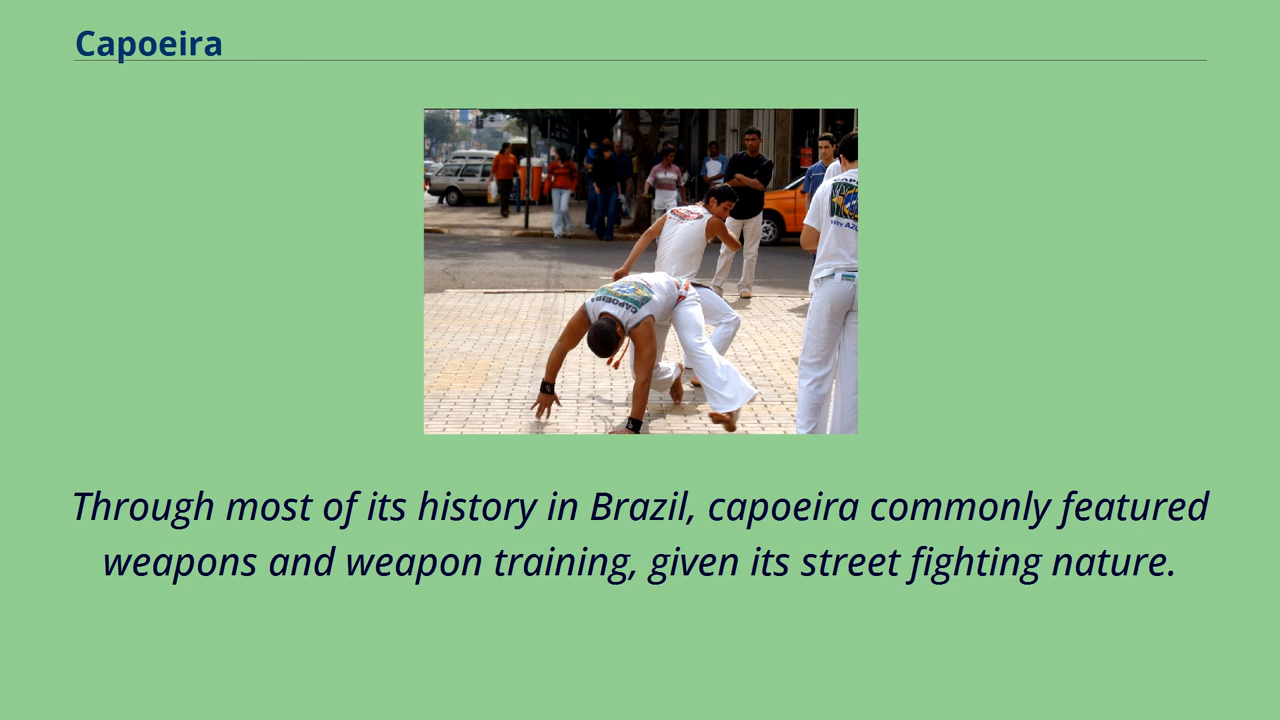 Capoeira
CAPOEIRA
Through most of its history in Brazil, capoeira commonly featured
weapons and weapon training, given its street fighting nature.